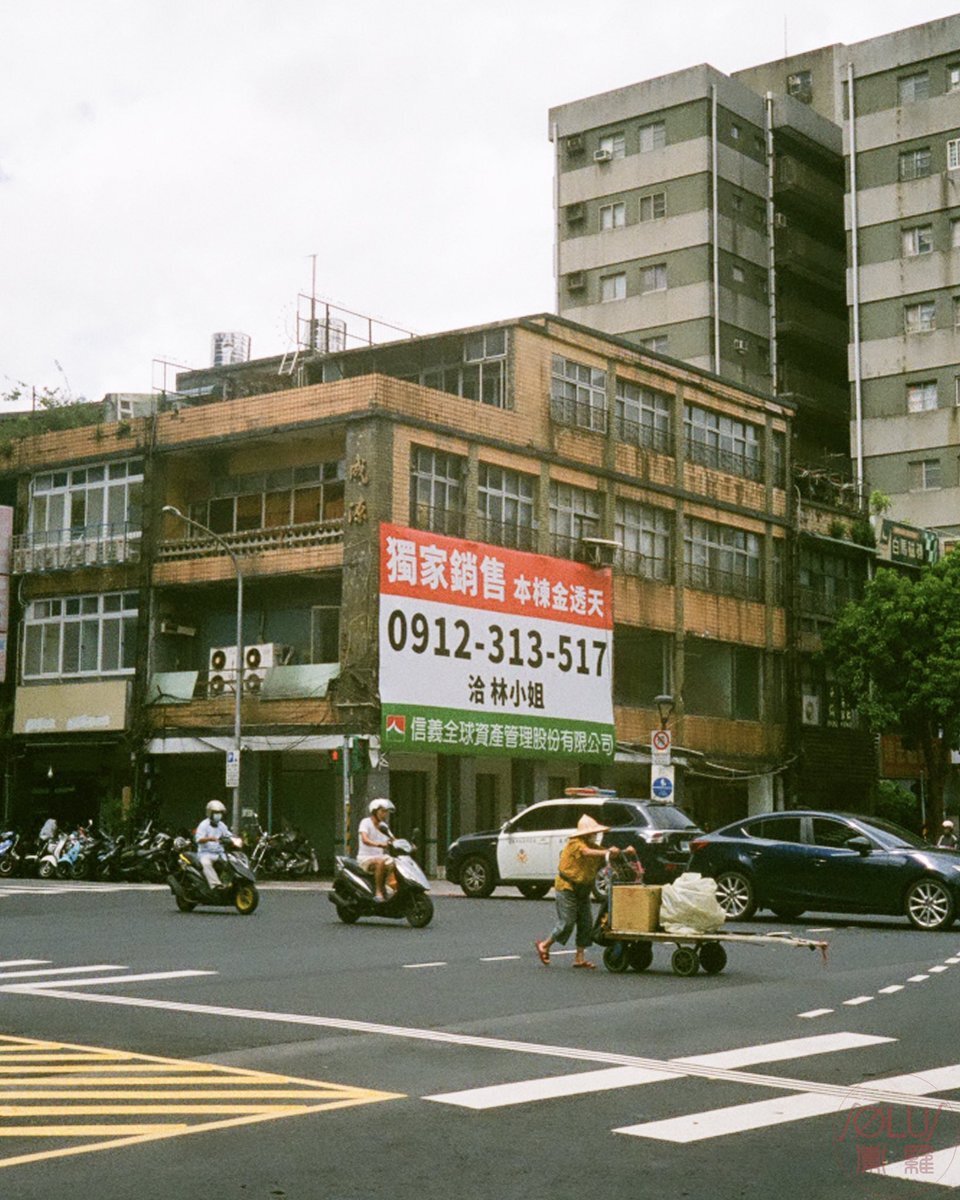 獨家銷售 本棟金透天
0912-313-517
洽 林小姐
信義全球資產管理股份有限公司